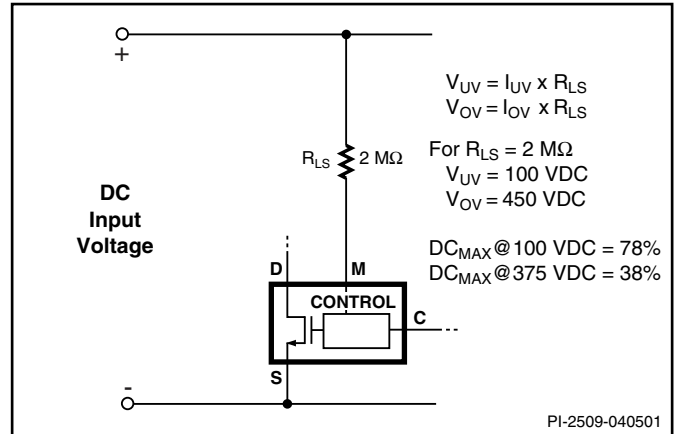 +
V_UV = I_UV x R_LS
V_OV = I_OV x R_LS
R_LS 2 MΩ
For R_LS = 2 MΩ
V_UV = 100 VDC
V_OV = 450 VDC
DC
Input
Voltage
DC_MAX@100 VDC = 78%
DC_MAX@375 VDC = 38%
D
M
CONTROL
C
S
-
PI-2509-040501